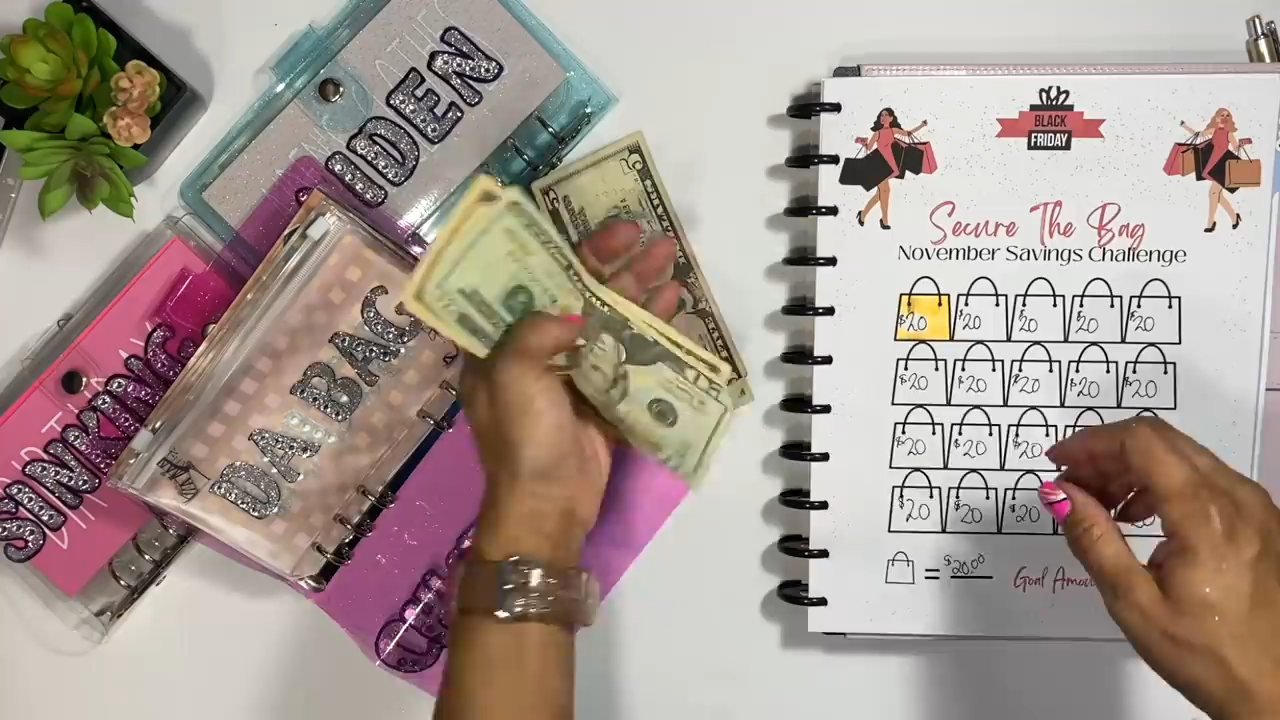 IDEN
SINKING
DA BAG
BLACK
FRIDAY
Secure The Bag
November Savings Challenge
$20 $20 $20 $20 $20
$20 $20 $20 $20 $20
$20 $20 $20
$20 $20 $20
= $20.00
Goal